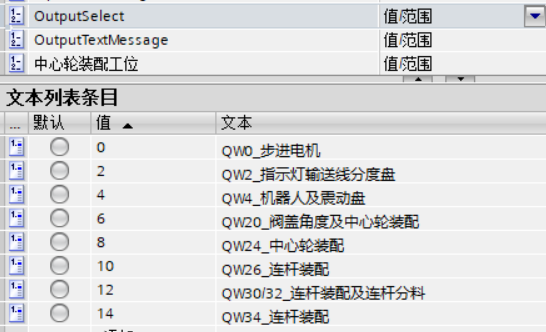 OutputSelect 值/范围
OutputTextMessage 值/范围
中心轮装配工位 值/范围
文本列表条目
... 默认 值 文本
0 QW0_步进电机
2 QW2_指示灯输送线分度盘
4 QW4_机器人及震动盘
6 QW20_阀盖角度及中心轮装配
8 QW24_中心轮装配
10 QW26_连杆装配
12 QW30/32_连杆装配及连杆分料
14 QW34_连杆装配